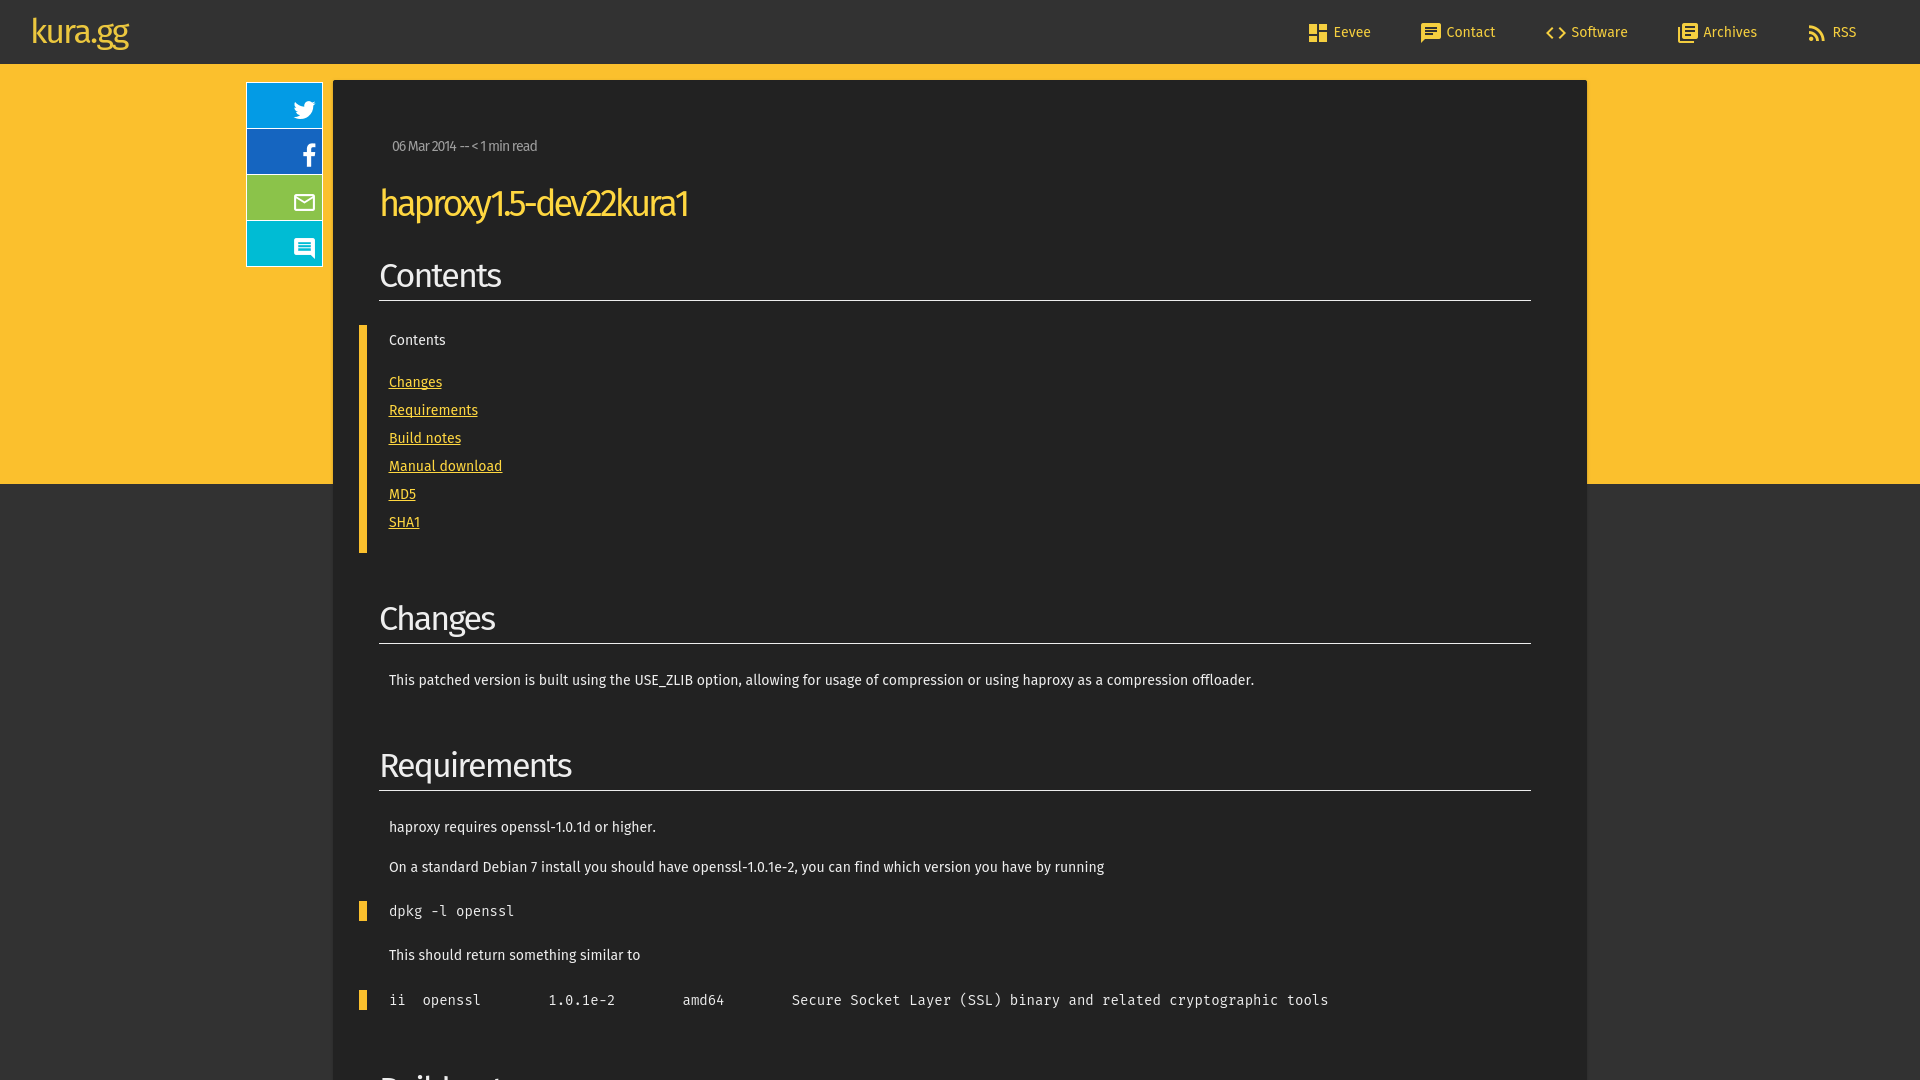 kura.gg
Eevee
Contact
Software
Archives
RSS
06 Mar 2014 -- < 1 min read
haproxy1.5-dev22kura1
Contents
Contents
Changes
Requirements
Build notes
Manual download
MD5
SHA1
Changes
This patched version is built using the USE_ZLIB option, allowing for usage of compression or using haproxy as a compression offloader.
Requirements
haproxy requires openssl-1.0.1d or higher.
On a standard Debian 7 install you should have openssl-1.0.1e-2, you can find which version you have by running
dpkg -l openssl
This should return something similar to
ii  openssl        1.0.1e-2        amd64        Secure Socket Layer (SSL) binary and related cryptographic tools